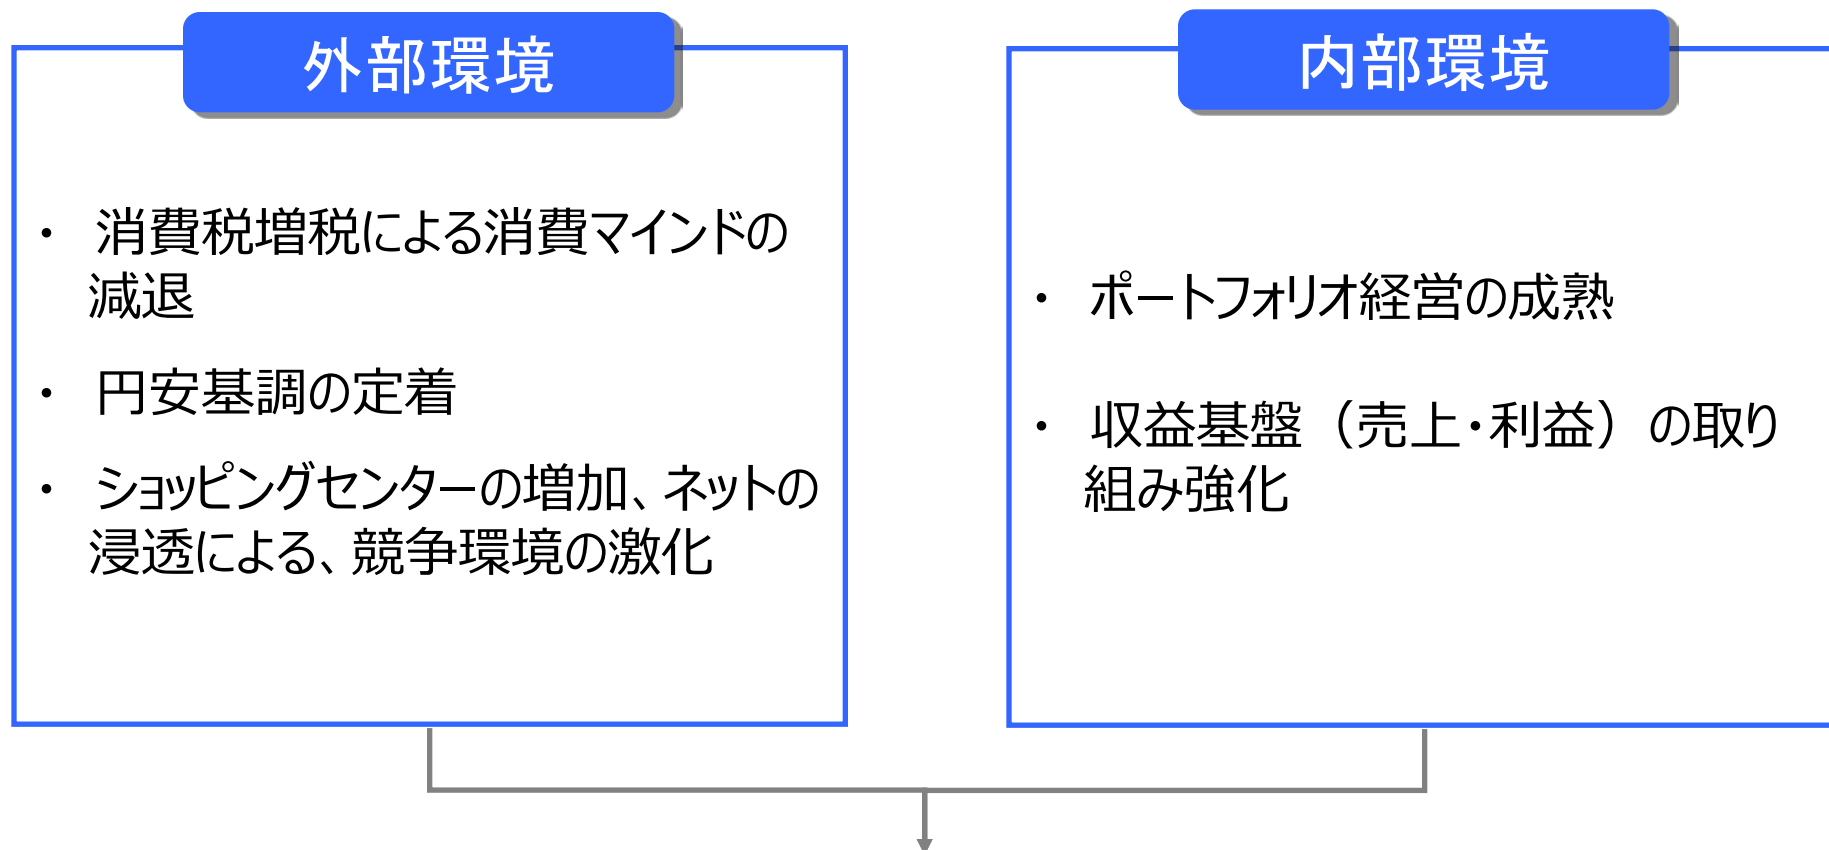 外部環境
・ 消費税増税による消費マインドの
減退
・ 円安基調の定着
・ ショッピングセンターの増加、ネットの
浸透による、競争環境の激化
内部環境
・ ポートフォリオ経営の成熟
・ 収益基盤（売上・利益）の取り
組み強化